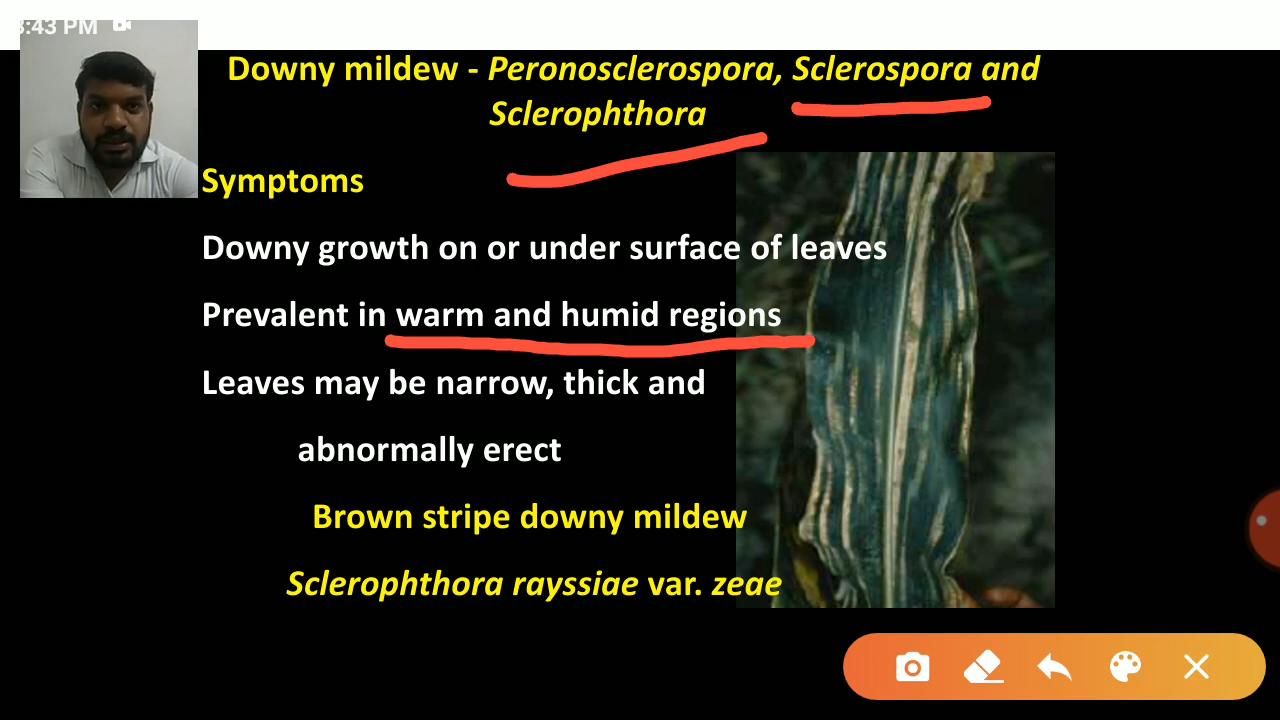 :43 PM
Downy mildew - Peronosclerospora, Sclerospora and
Sclerophthora
Symptoms
Downy growth on or under surface of leaves
Prevalent in warm and humid regions
Leaves may be narrow, thick and
abnormally erect
Brown stripe downy mildew
Sclerophthora rayssiae var. zeae